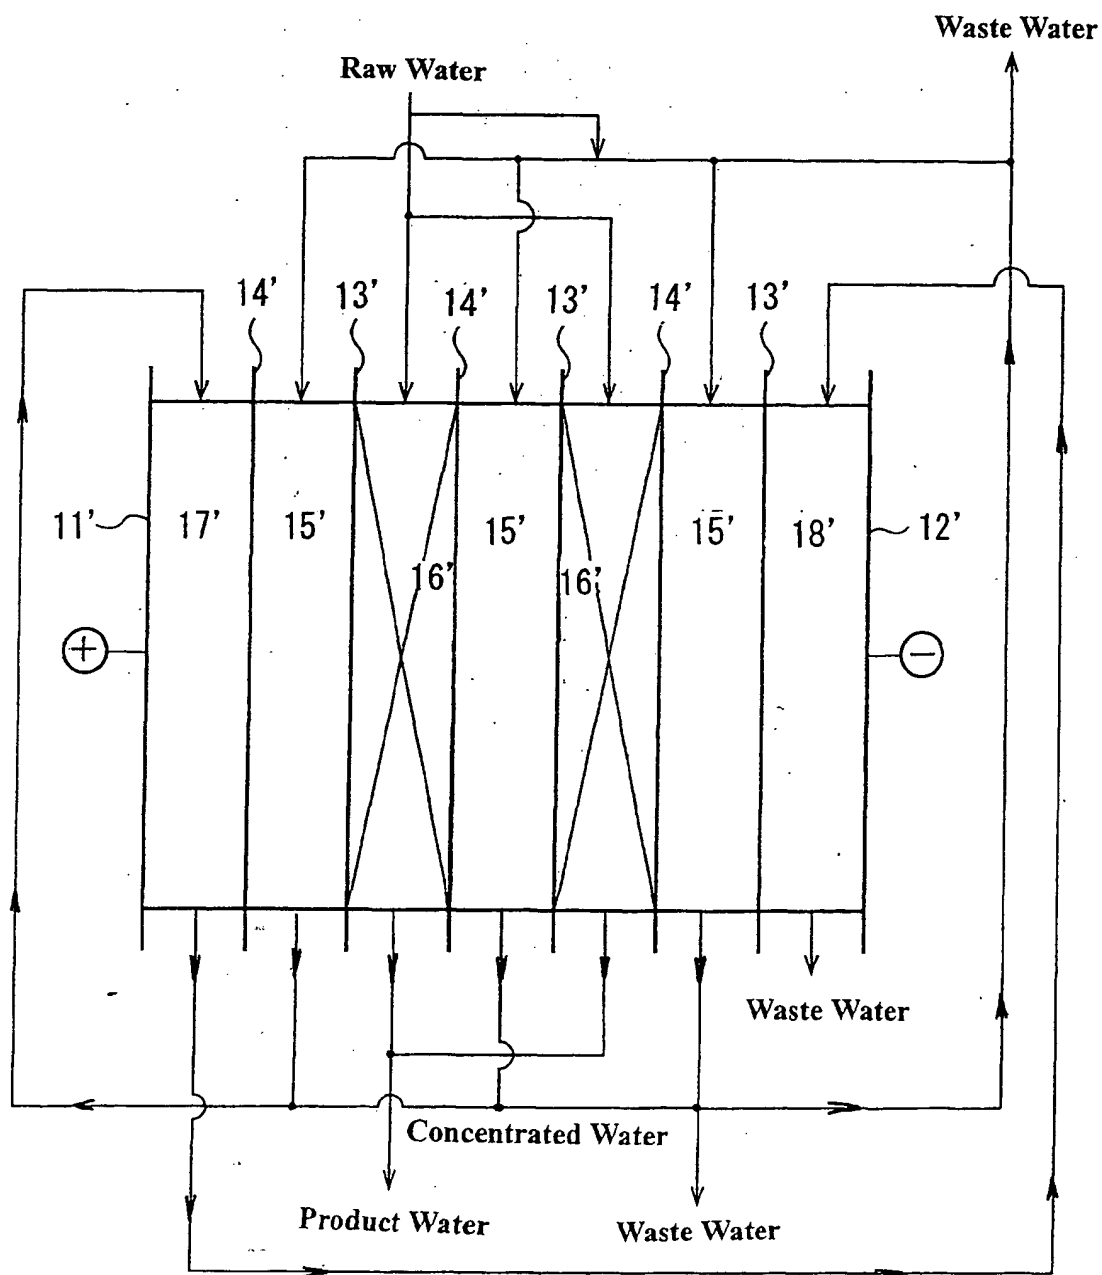 Waste Water
Raw Water
14'
13'
14'
13'
14'
13'
11'
17'
15'
16'
15'
16'
15'
18'
12'
+
−
Waste Water
Concentrated Water
Product Water
Waste Water